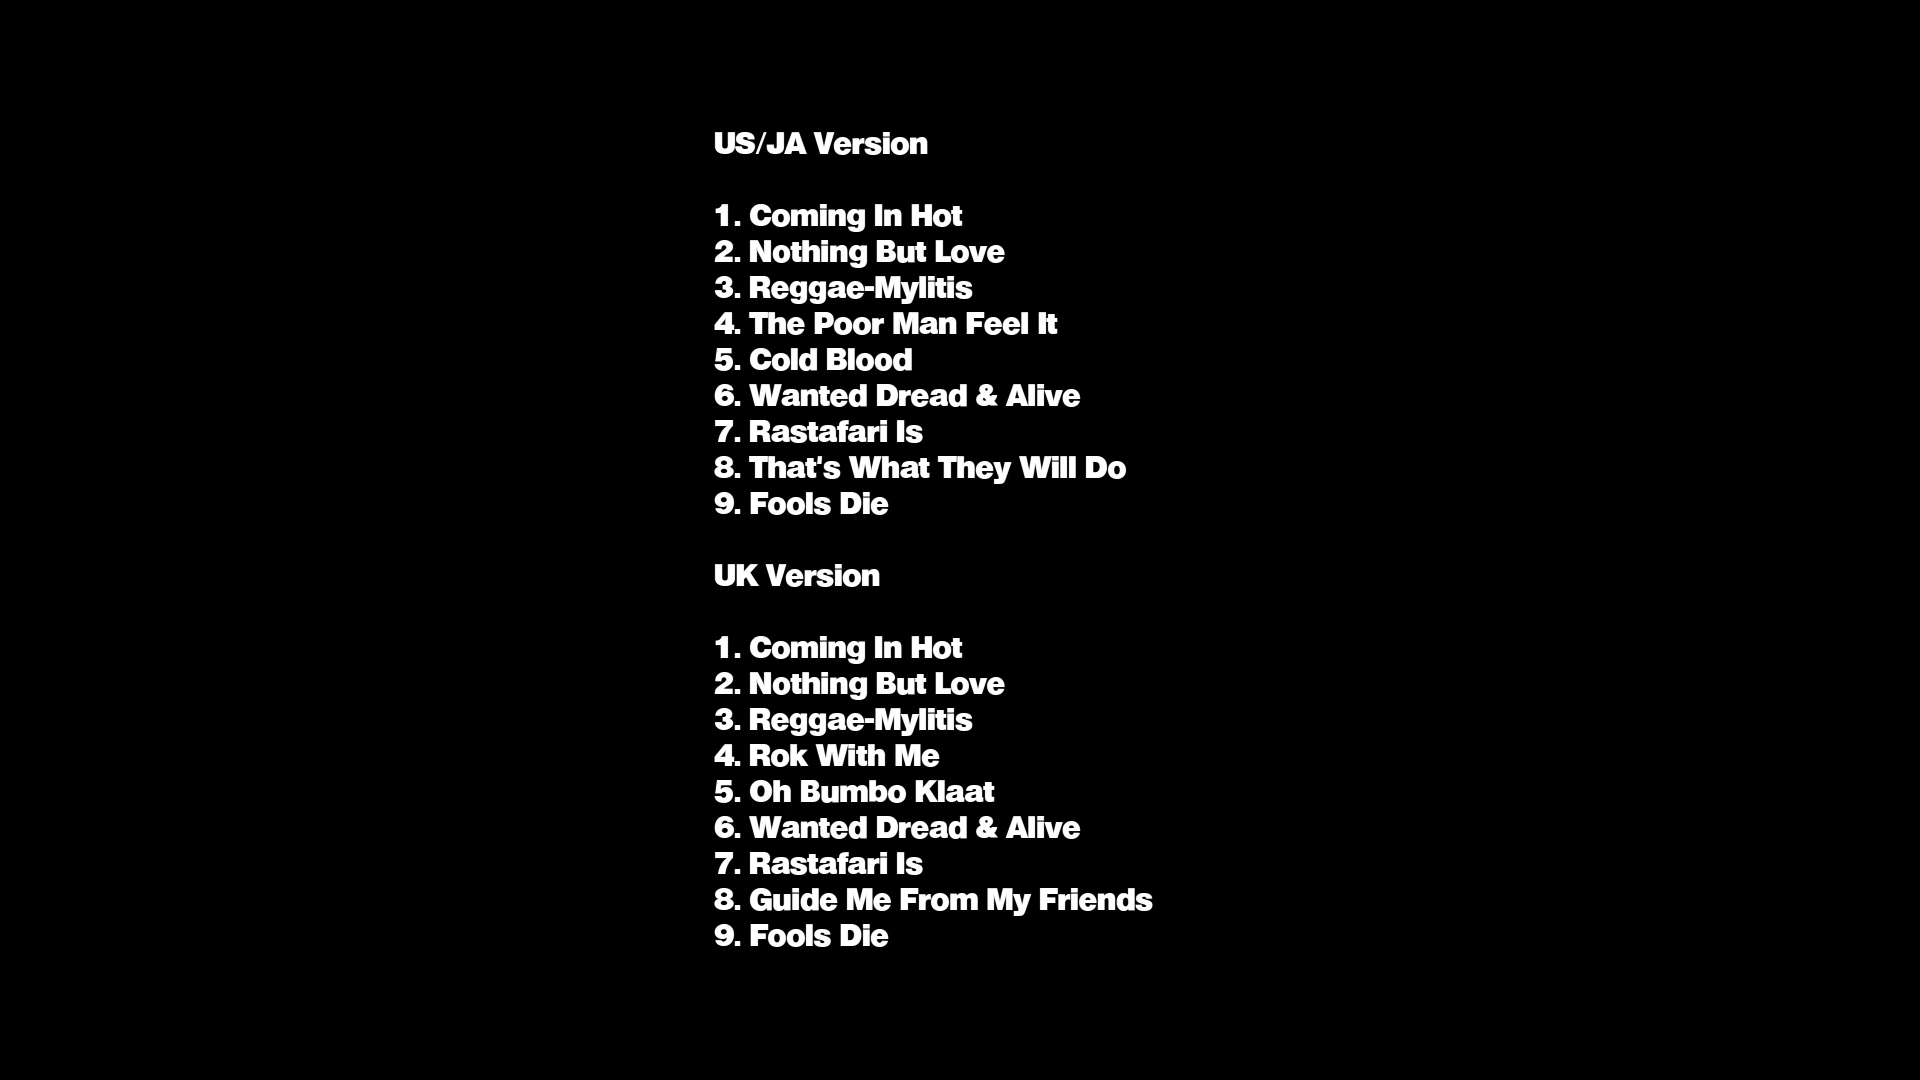 US/JA Version
1. Coming In Hot
2. Nothing But Love
3. Reggae-Mylitis
4. The Poor Man Feel It
5. Cold Blood
6. Wanted Dread & Alive
7. Rastafari Is
8. That's What They Will Do
9. Fools Die
UK Version
1. Coming In Hot
2. Nothing But Love
3. Reggae-Mylitis
4. Rok With Me
5. Oh Bumbo Klaat
6. Wanted Dread & Alive
7. Rastafari Is
8. Guide Me From My Friends
9. Fools Die